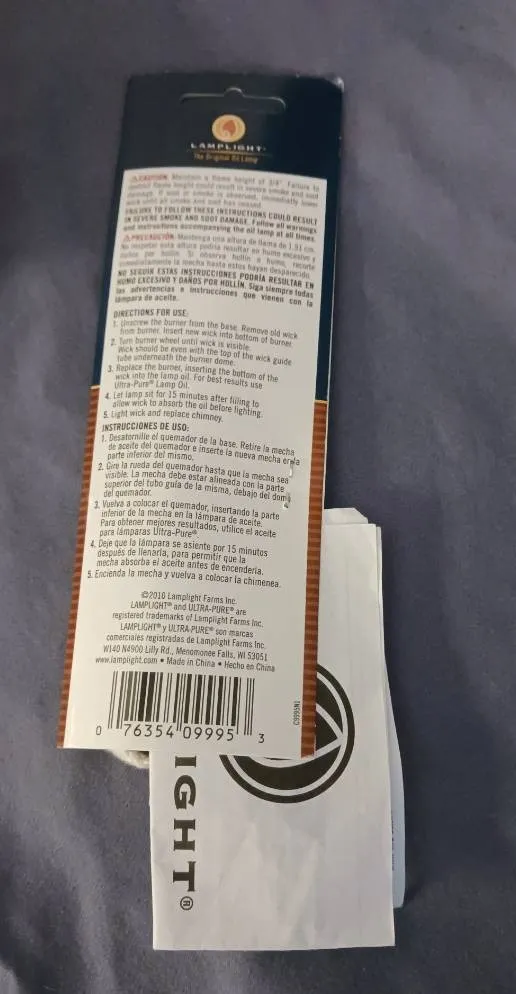 LAMPLIGHT®
The Original Oil Lamp
⚠CAUTION: Maintain a flame height of 3/4". Failure to
control flame height could result in severe smoke and soot
damage. If soot or smoke is observed, immediately lower
wick until all smoke and soot has ceased.
FAILURE TO FOLLOW THESE INSTRUCTIONS COULD RESULT
IN SEVERE SMOKE AND SOOT DAMAGE. Follow all warnings
and instructions accompanying the oil lamp at all times.
⚠PRECAUCIÓN: Mantenga una altura de flama de 1.91 cm.
No respetar esta altura podría resultar en humo excesivo y
daños por hollín. Si observa hollín o humo, recorte
inmediatamente la mecha hasta estos hayan desparecido.
NO SEGUIR ESTAS INSTRUCCIONES PODRÍA RESULTAR EN
HUMO EXCESIVO Y DAÑOS POR HOLLÍN. Siga siempre todas
las advertencias e instrucciones que vienen con la
lámpara de aceite.
DIRECTIONS FOR USE:
1. Unscrew the burner from the base. Remove old wick
from burner. Insert new wick into bottom of burner.
2. Turn burner wheel until wick is visible.
Wick should be even with the top of the wick guide
tube underneath the burner dome.
3. Replace the burner, inserting the bottom of the
wick into the lamp oil. For best results use
Ultra-Pure® Lamp Oil.
4. Let lamp sit for 15 minutes after filling to
allow wick to absorb the oil before lighting.
5. Light wick and replace chimney.
INSTRUCCIONES DE USO:
1. Desatornille el quemador de la base. Retire la mecha
de aceite del quemador e inserte la nueva mecha en la
parte inferior del mismo.
2. Gire la rueda del quemador hasta que la mecha sea
visible. La mecha debe estar alineada con la parte
superior del tubo guía de la misma, debajo del domo
del quemador.
3. Vuelva a colocar el quemador, insertando la parte
inferior de la mecha en la lámpara de aceite.
Para obtener mejores resultados, utilice el aceite
para lámparas Ultra-Pure®.
4. Deje que la lámpara se asiente por 15 minutos
después de llenarla, para permitir que la
mecha absorba el aceite antes de encenderla.
5. Encienda la mecha y vuelva a colocar la chimenea.
©2010 Lamplight Farms Inc.
LAMPLIGHT® and ULTRA-PURE® are
registered trademarks of Lamplight Farms Inc.
LAMPLIGHT® y ULTRA-PURE® son marcas
comerciales registradas de Lamplight Farms Inc.
W140 N4900 Lilly Rd., Menomonee Falls, WI 53051
www.lamplight.com • Made in China • Hecho en China
C9995N1
0 76354 09995 3
IGHT®